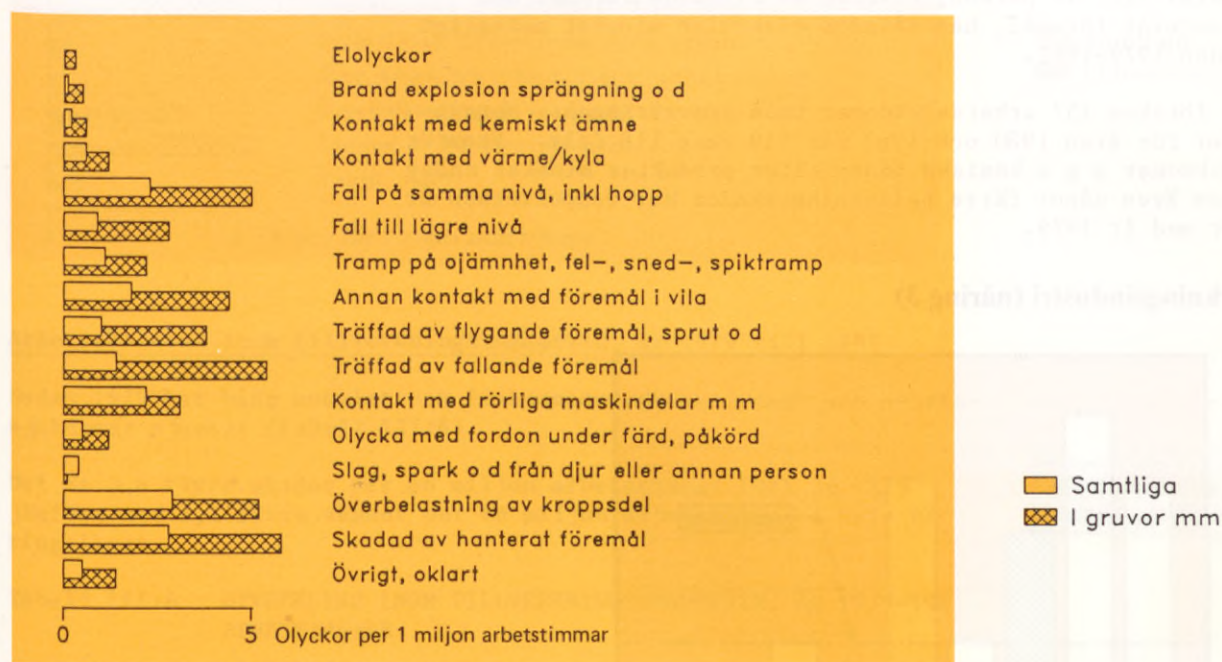 Elolyckor
Brand explosion sprängning o d
Kontakt med kemiskt ämne
Kontakt med värme/kyla
Fall på samma nivå, inkl hopp
Fall till lägre nivå
Tramp på ojämnhet, fel-, sned-, spiktramp
Annan kontakt med föremål i vila
Träffad av flygande föremål, sprut o d
Träffad av fallande föremål
Kontakt med rörliga maskindelar m m
Olycka med fordon under färd, påkörd
Slag, spark o d från djur eller annan person
Överbelastning av kroppsdel
Skadad av hanterat föremål
Övrigt, oklart
0 5 Olyckor per 1 miljon arbetstimmar
Samtliga
I gruvor mm